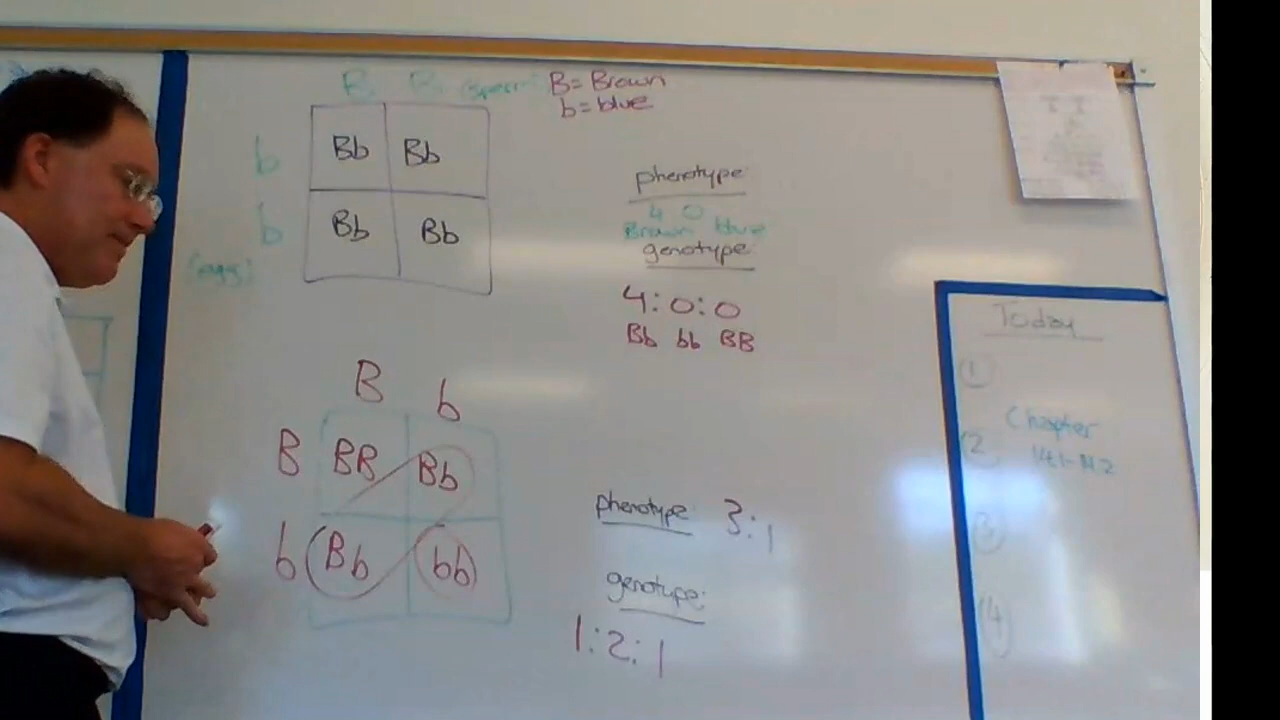 B B (sperm) B= Brown
b= blue
b Bb Bb
b Bb Bb
(eggs)
phenotype:
4 0
Brown blue
genotype:
4:0:0
Bb bb BB
B b
B BB Bb
b Bb bb
phenotype: 3:1
genotype:
1:2:1
Today
1
2 Chapter
14.1-14.2
3
4